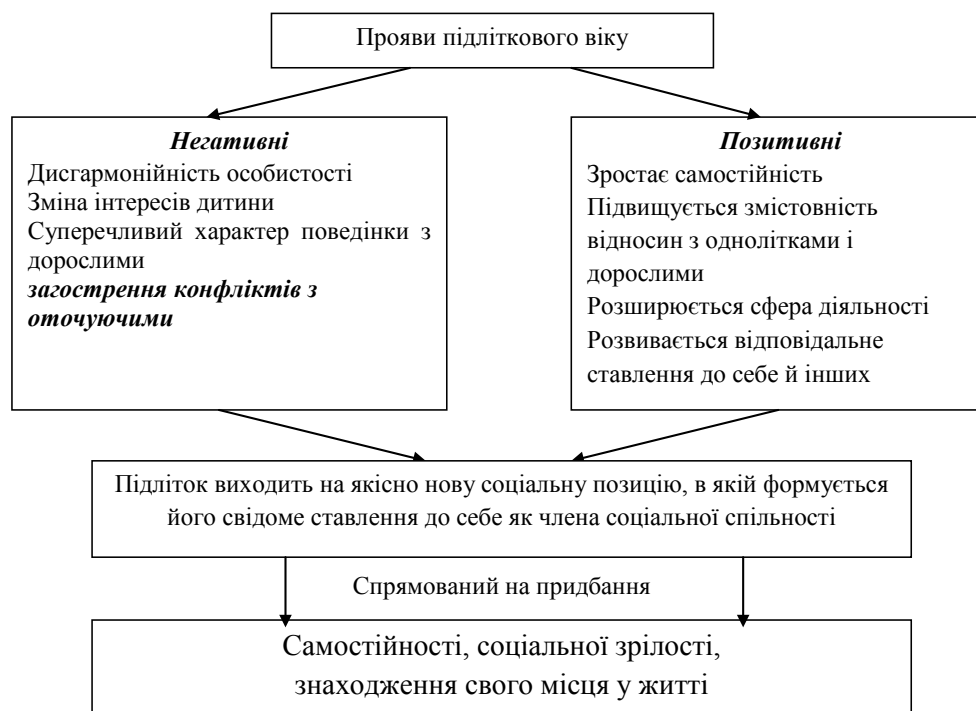 Прояви підліткового віку
Негативні
Дисгармонійність особистості
Зміна інтересів дитини
Суперечливий характер поведінки з
дорослими
загострення конфліктів з
оточуючими
Позитивні
Зростає самостійність
Підвищується змістовність
відносин з однолітками і
дорослими
Розширюється сфера діяльності
Розвивається відповідальне
ставлення до себе й інших
Підліток виходить на якісно нову соціальну позицію, в якій формується
його свідоме ставлення до себе як члена соціальної спільності
Спрямований на придбання
Самостійності, соціальної зрілості,
знаходження свого місця у житті